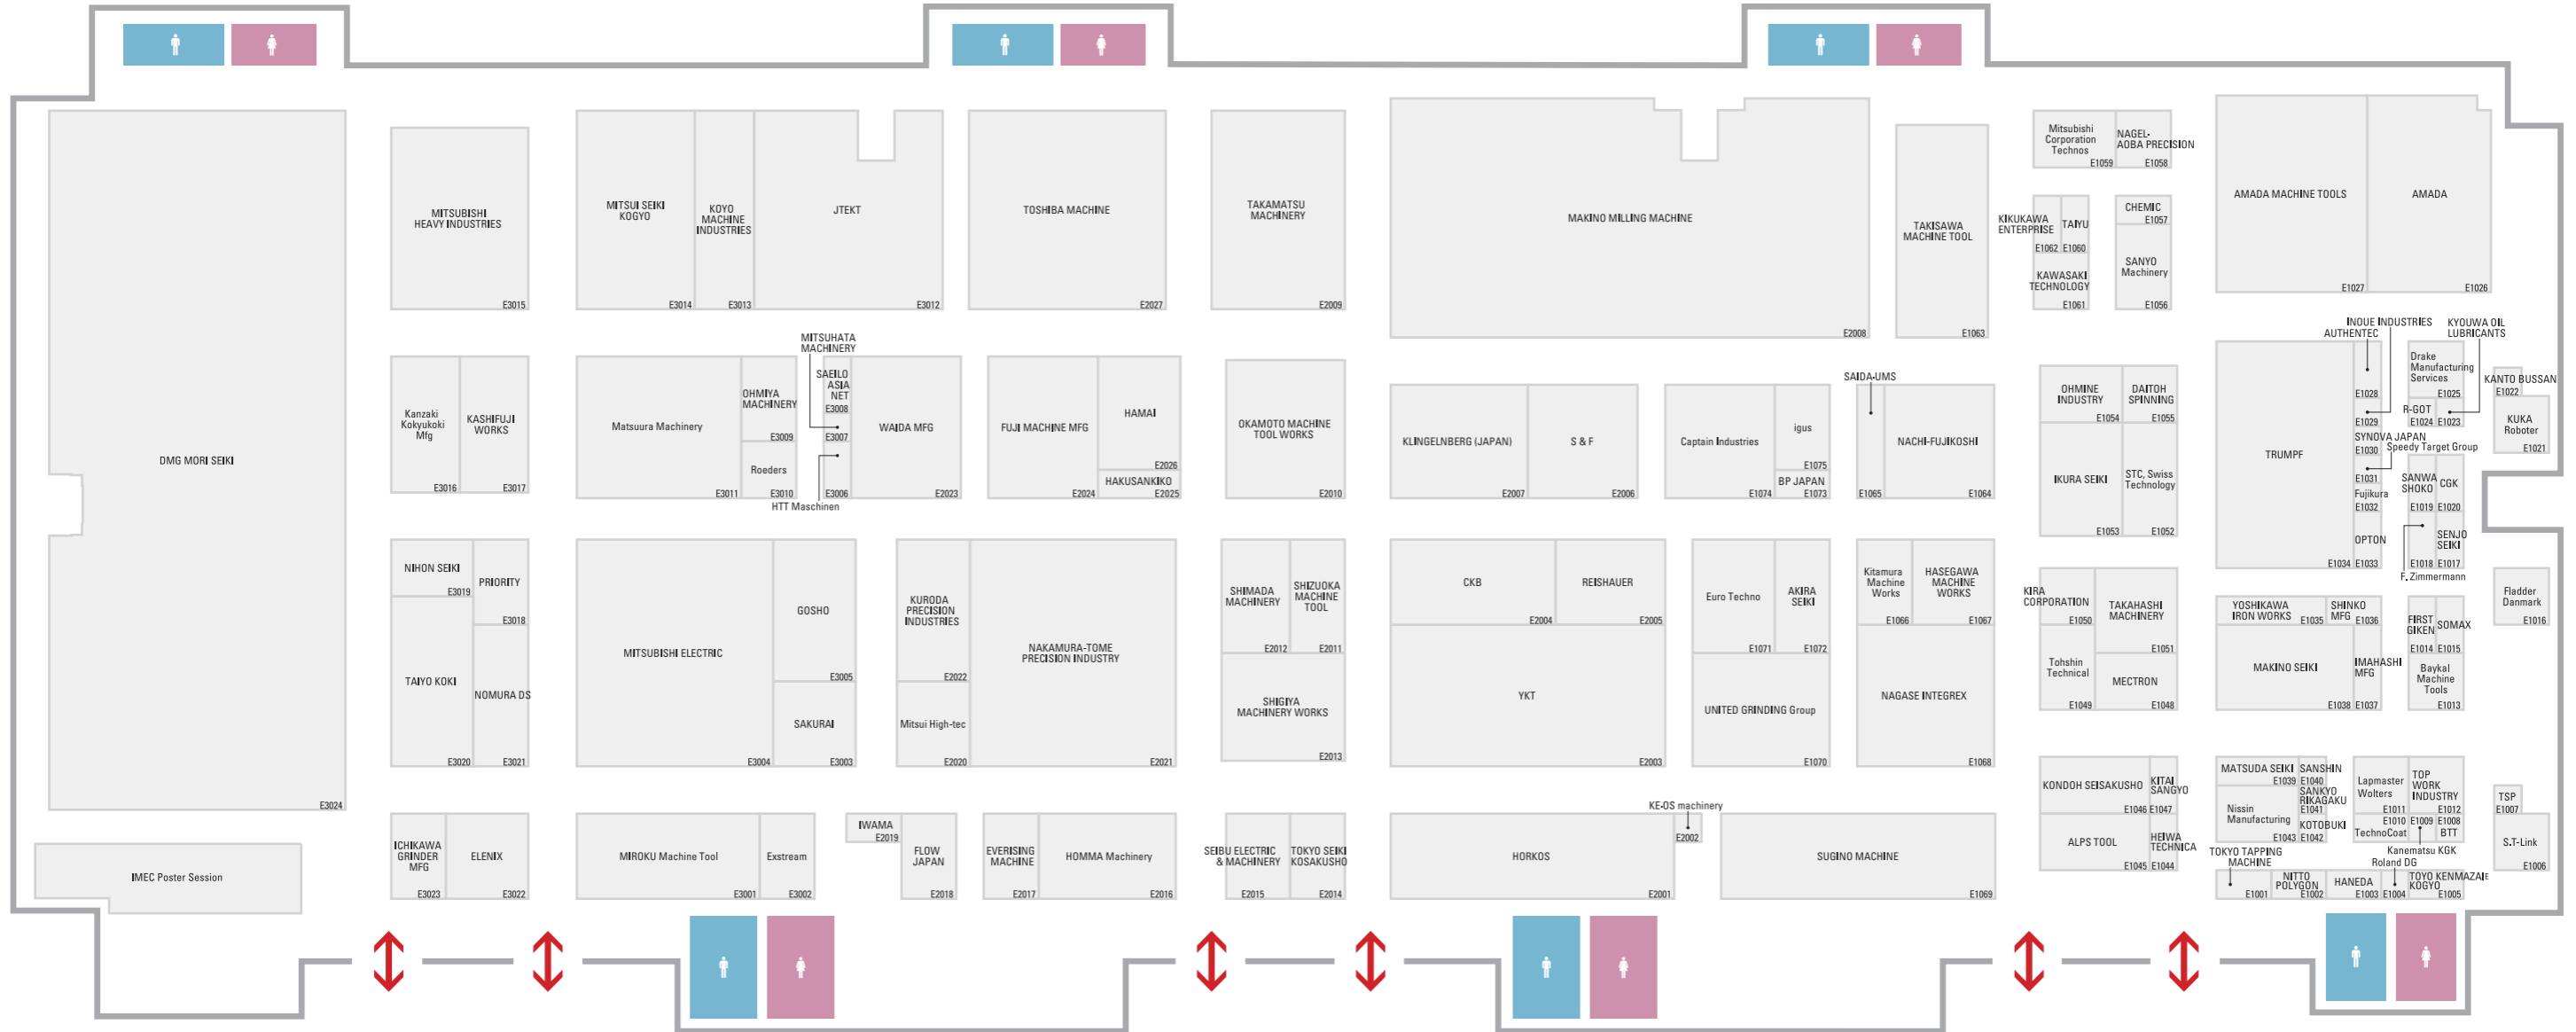 MITSUBISHI
HEAVY INDUSTRIES
E3015
MITSUI SEIKI
KOGYO
E3014
KOYO
MACHINE
INDUSTRIES
E3013
JTEKT
E3012
TOSHIBA MACHINE
E2027
TAKAMATSU
MACHINERY
E2009
MAKINO MILLING MACHINE
E2008
TAKISAWA
MACHINE TOOL
E1063
Mitsubishi
Corporation
Technos
E1059
NAGEL-
AOBA PRECISION
E1058
KIKUKAWA
ENTERPRISE
E1062
TAIYU
E1060
KAWASAKI
TECHNOLOGY
E1061
CHEMIC
E1057
SANYO
Machinery
E1056
AMADA MACHINE TOOLS
E1027
AMADA
E1026
DMG MORI SEIKI
E3024
Kanzaki
Kokyukoki
Mfg
E3016
KASHIFUJI
WORKS
E3017
Matsuura Machinery
E3011
OHMIYA
MACHINERY
E3009
Roeders
E3010
MITSUHATA
MACHINERY
SAEILO
ASIA
NET
E3008
E3007
E3006
HTT Maschinen
WAIDA MFG
E2023
FUJI MACHINE MFG
E2024
HAMAI
E2026
HAKUSANKIKO
E2025
OKAMOTO MACHINE
TOOL WORKS
E2010
KLINGELNBERG (JAPAN)
E2007
S & F
E2006
Captain Industries
E1074
igus
E1075
BP JAPAN
E1073
SAIDA-UMS
E1065
NACHI-FUJIKOSHI
E1064
OHMINE
INDUSTRY
E1054
DAITOH
SPINNING
E1055
IKURA SEIKI
E1053
STC, Swiss
Technology
E1052
TRUMPF
E1034
INOUE INDUSTRIES
AUTHENTEC
E1028
E1029
SYNOVA JAPAN
E1030
Speedy Target Group
E1031
Fujikura
E1032
OPTON
E1033
KYOUWA OIL
LUBRICANTS
Drake
Manufacturing
Services
E1025
R-GOT
E1024
E1023
KANTO BUSSAN
E1022
KUKA
Roboter
E1021
SANWA
SHOKO
E1019
CGK
E1020
E1018
SENJO
SEIKI
E1017
F. Zimmermann
NIHON SEIKI
E3019
PRIORITY
E3018
TAIYO KOKI
E3020
NOMURA DS
E3021
MITSUBISHI ELECTRIC
E3004
GOSHO
E3005
SAKURAI
E3003
KURODA
PRECISION
INDUSTRIES
E2022
Mitsui High-tec
E2020
NAKAMURA-TOME
PRECISION INDUSTRY
E2021
SHIMADA
MACHINERY
E2012
SHIZUOKA
MACHINE
TOOL
E2011
SHIGIYA
MACHINERY WORKS
E2013
CKB
E2004
REISHAUER
E2005
YKT
E2003
Euro Techno
E1071
AKIRA
SEIKI
E1072
UNITED GRINDING Group
E1070
Kitamura
Machine
Works
E1066
HASEGAWA
MACHINE
WORKS
E1067
NAGASE INTEGREX
E1068
KIRA
CORPORATION
E1050
TAKAHASHI
MACHINERY
E1051
Tohshin
Technical
E1049
MECTRON
E1048
YOSHIKAWA
IRON WORKS
E1035
SHINKO
MFG
E1036
MAKINO SEIKI
E1038
IMAHASHI
MFG
E1037
FIRST
GIKEN
E1014
SOMAX
E1015
Baykal
Machine
Tools
E1013
Fladder
Danmark
E1016
IMEC Poster Session
ICHIKAWA
GRINDER
MFG
E3023
ELENIX
E3022
MIROKU Machine Tool
E3001
Exstream
E3002
IWAMA
E2019
FLOW
JAPAN
E2018
EVERISING
MACHINE
E2017
HOMMA Machinery
E2016
SEIBU ELECTRIC
& MACHINERY
E2015
TOKYO SEIKI
KOSAKUSHO
E2014
HORKOS
E2001
KE-OS machinery
E2002
SUGINO MACHINE
E1069
KONDOH SEISAKUSHO
E1046
KITAI
SANGYO
E1047
ALPS TOOL
E1045
HEIWA
TECHNICA
E1044
MATSUDA SEIKI
E1039
SANSHIN
E1040
SANKYO
RIKAGAKU
E1041
Nissin
Manufacturing
E1043
KOTOBUKI
E1042
Lapmaster
Wolters
E1011
TOP
WORK
INDUSTRY
E1012
E1010
TechnoCoat
E1009
E1008
BTT
Kanematsu KGK
TSP
E1007
S.T-Link
E1006
TOKYO TAPPING
MACHINE
E1001
NITTO
POLYGON
E1002
HANEDA
E1003
Roland DG
E1004
TOYO KENMAZAI
KOGYO
E1005